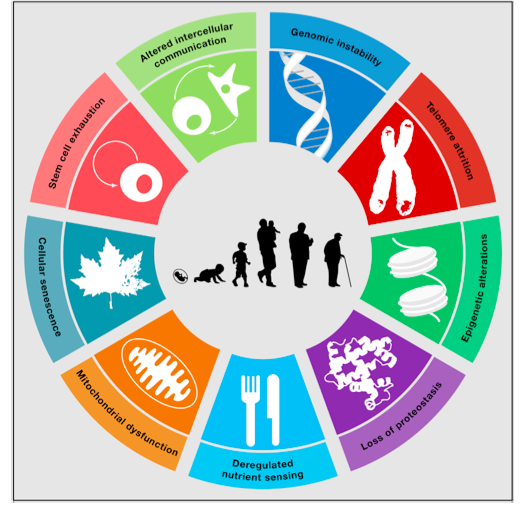 Genomic instability
Telomere attrition
Epigenetic alterations
Loss of proteostasis
Deregulated
nutrient sensing
Mitochondrial dysfunction
Cellular senescence
Stem cell exhaustion
Altered intercellular
communication